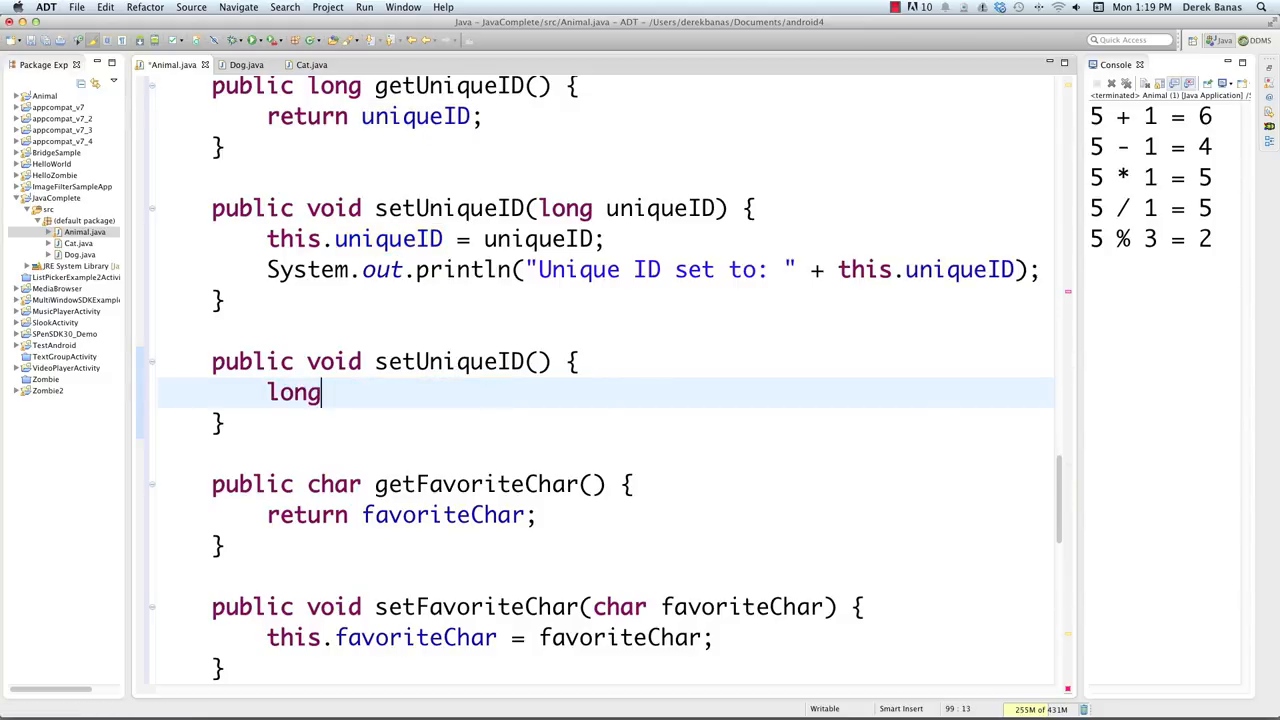 ADT File Edit Refactor Source Navigate Search Project Run Window Help 10 Mon 1:19 PM Derek Banas
Java - JavaComplete/src/Animal.java - ADT - /Users/derekbanas/Documents/android4
Quick Access Java DDMS
Package Exp
Animal
appcompat_v7
appcompat_v7_2
appcompat_v7_3
appcompat_v7_4
BridgeSample
HelloWorld
HelloZombie
ImageFilterSampleApp
JavaComplete
src
(default package)
Animal.java
Cat.java
Dog.java
JRE System Library [
ListPickerExample2Activi
MediaBrowser
MultiWindowSDKExample
MusicPlayerActivity
SlookActivity
SPenSDK30_Demo
TestAndroid
TextGroupActivity
VideoPlayerActivity
Zombie
Zombie2
*Animal.java Dog.java Cat.java
public long getUniqueID() {
return uniqueID;
}
public void setUniqueID(long uniqueID) {
this.uniqueID = uniqueID;
System.out.println("Unique ID set to: " + this.uniqueID);
}
public void setUniqueID() {
long
}
public char getFavoriteChar() {
return favoriteChar;
}
public void setFavoriteChar(char favoriteChar) {
this.favoriteChar = favoriteChar;
}
Console
<terminated> Animal (1) [Java Application] /S
5 + 1 = 6
5 - 1 = 4
5 * 1 = 5
5 / 1 = 5
5 % 3 = 2
Writable Smart Insert 99 : 13 255M of 431M